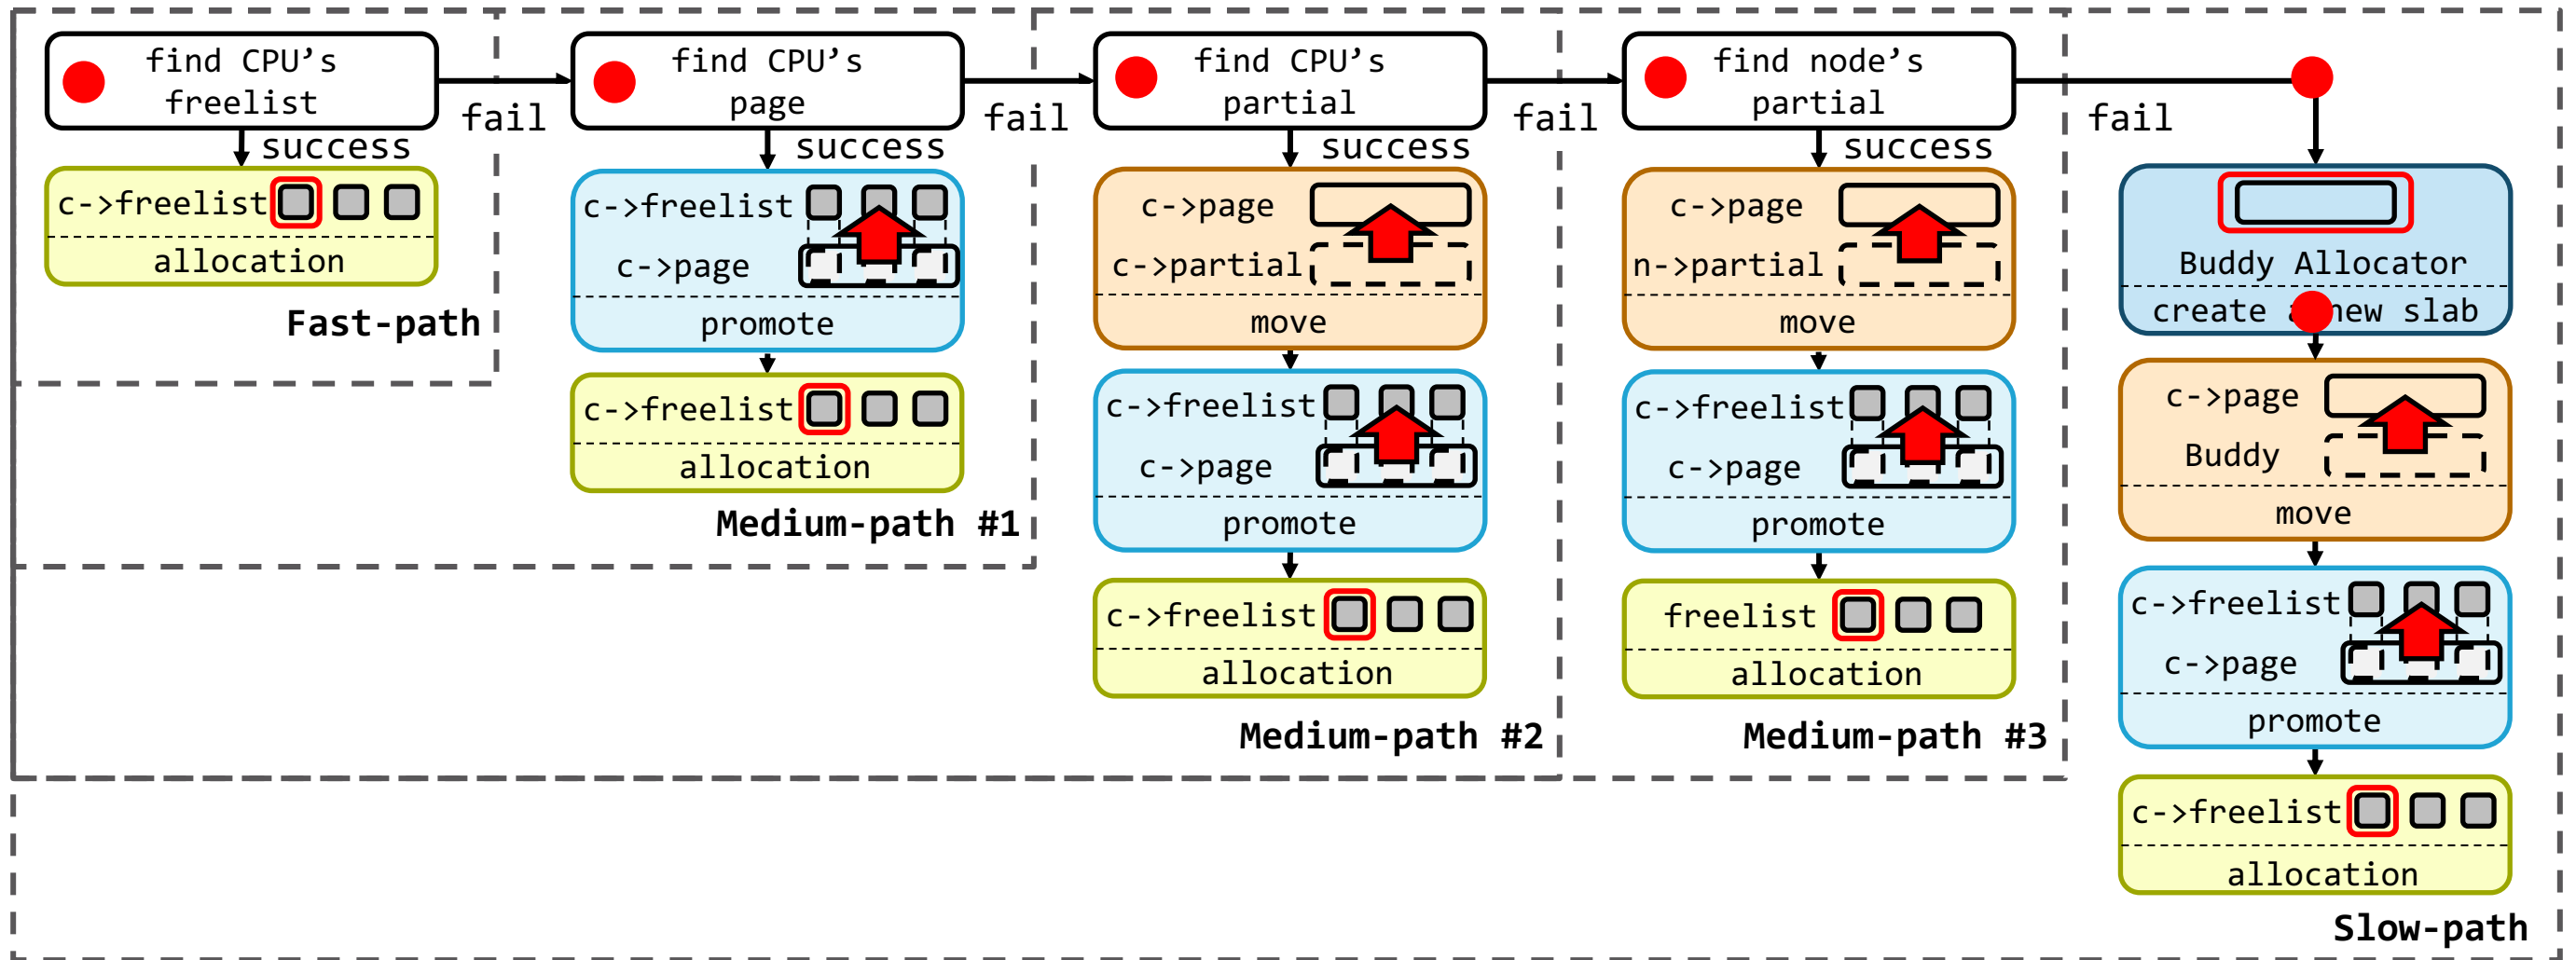 find CPU's
freelist
fail
success
c->freelist
allocation
Fast-path
find CPU's
page
fail
success
c->freelist
c->page
promote
c->freelist
allocation
Medium-path #1
find CPU's
partial
fail
success
c->page
c->partial
move
c->freelist
c->page
promote
c->freelist
allocation
Medium-path #2
find node's
partial
fail
success
c->page
n->partial
move
c->freelist
c->page
promote
freelist
allocation
Medium-path #3
Buddy Allocator
create a new slab
c->page
Buddy
move
c->freelist
c->page
promote
c->freelist
allocation
Slow-path